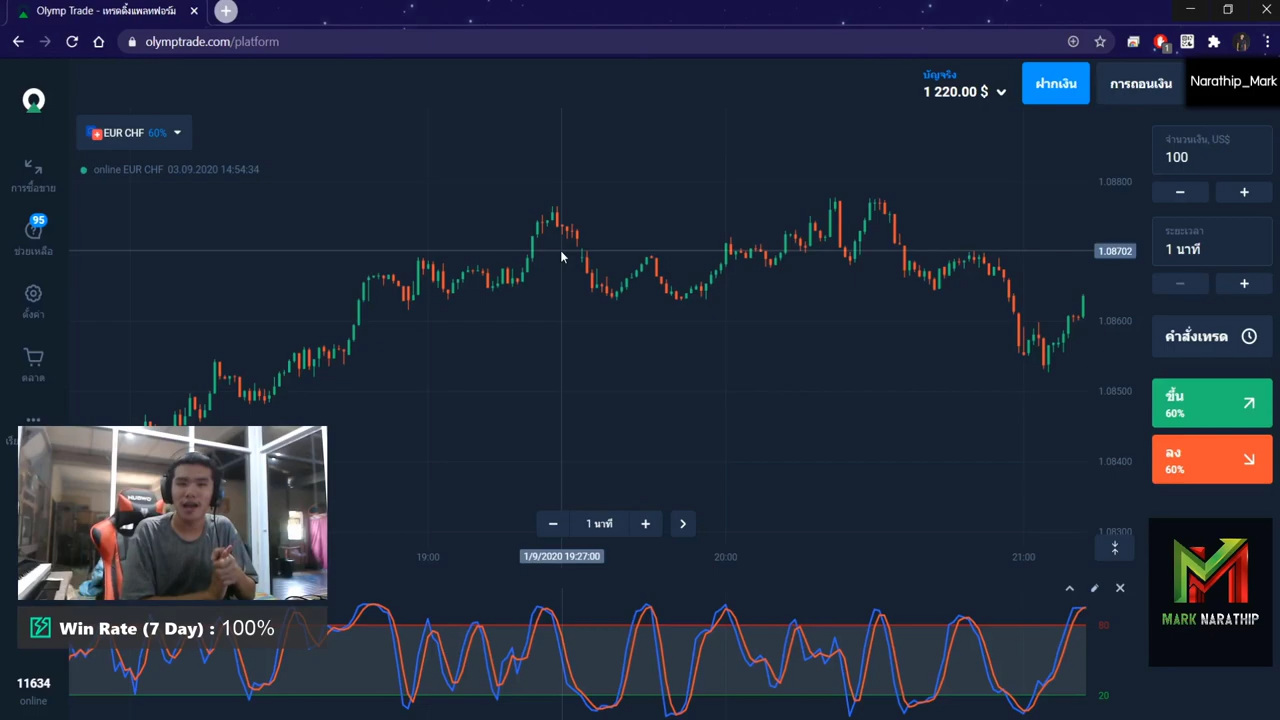 Olymp Trade - เทรดดิ้งแพลทฟอร์ม
olymptrade.com/platform
1
บัญจริง
1 220.00 $
ฝากเงิน
การถอนเงิน
Narathip_Mark
EUR CHF 60%
online EUR CHF 03.09.2020 14:54:34
การซื้อขาย
95
ช่วยเหลือ
ตั้งค่า
ตลาด
จำนวนเงิน, US$
100
ระยะเวลา
1 นาที
คำสั่งเทรด
ขึ้น
60%
ลง
60%
1.08800
1.08702
1.08600
1.08500
1.08400
1.08300
1 นาที
19:00
1/9/2020 19:27:00
20:00
21:00
MARK NARATHIP
Win Rate (7 Day) : 100%
80
20
11634
online